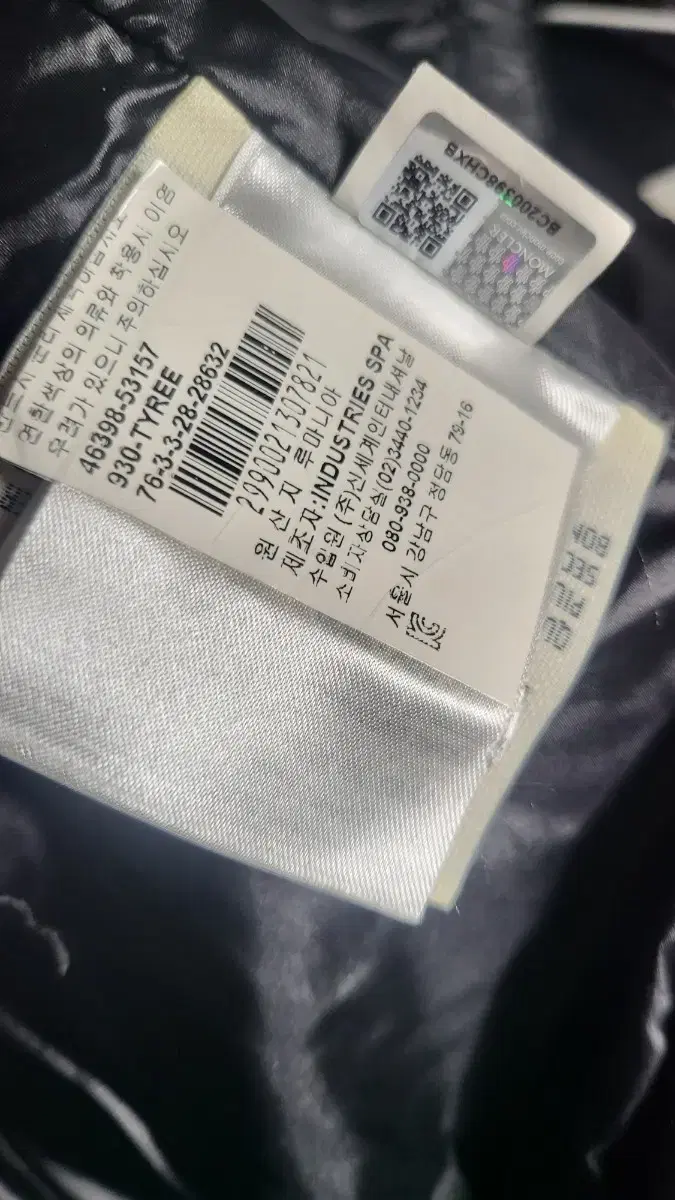 BC200398CHXB
MONCLER
연한색상의 의류와 착용시 이염
우려가 있으니 주의하십시오
46398-53157
930-TYREE
76-3-3-28-28632
2990021307821
원 산 지 루마니아
제조자:INDUSTRIES SPA
수입원 (주)신세계인터내셔날
소비자상담실(02)3440-1234
080-938-0000
서울시 강남구 청담동 79-16